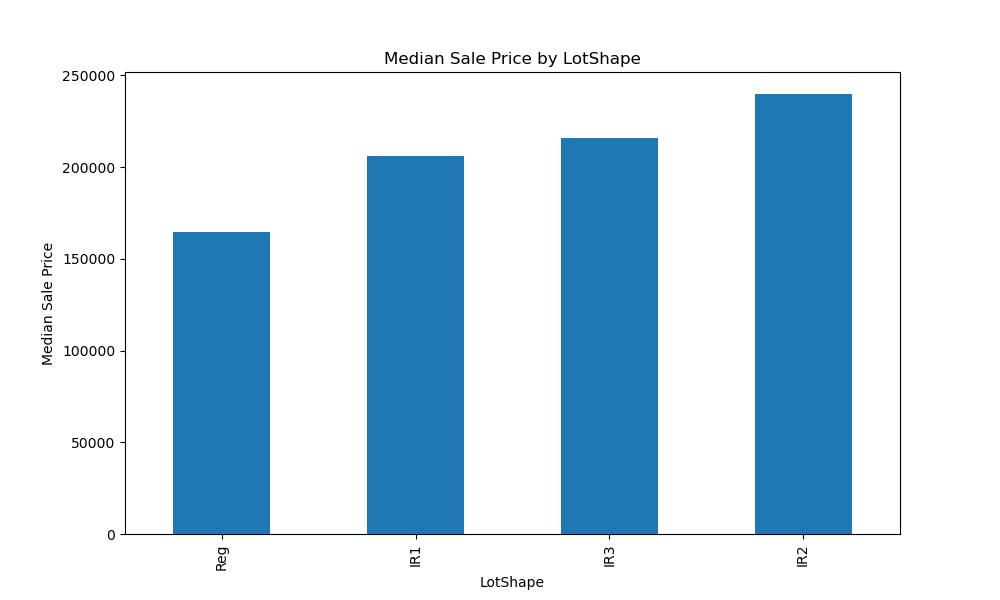 Median Sale Price by LotShape
250000
200000
150000
100000
50000
0
Median Sale Price
Reg
IR1
IR3
IR2
LotShape